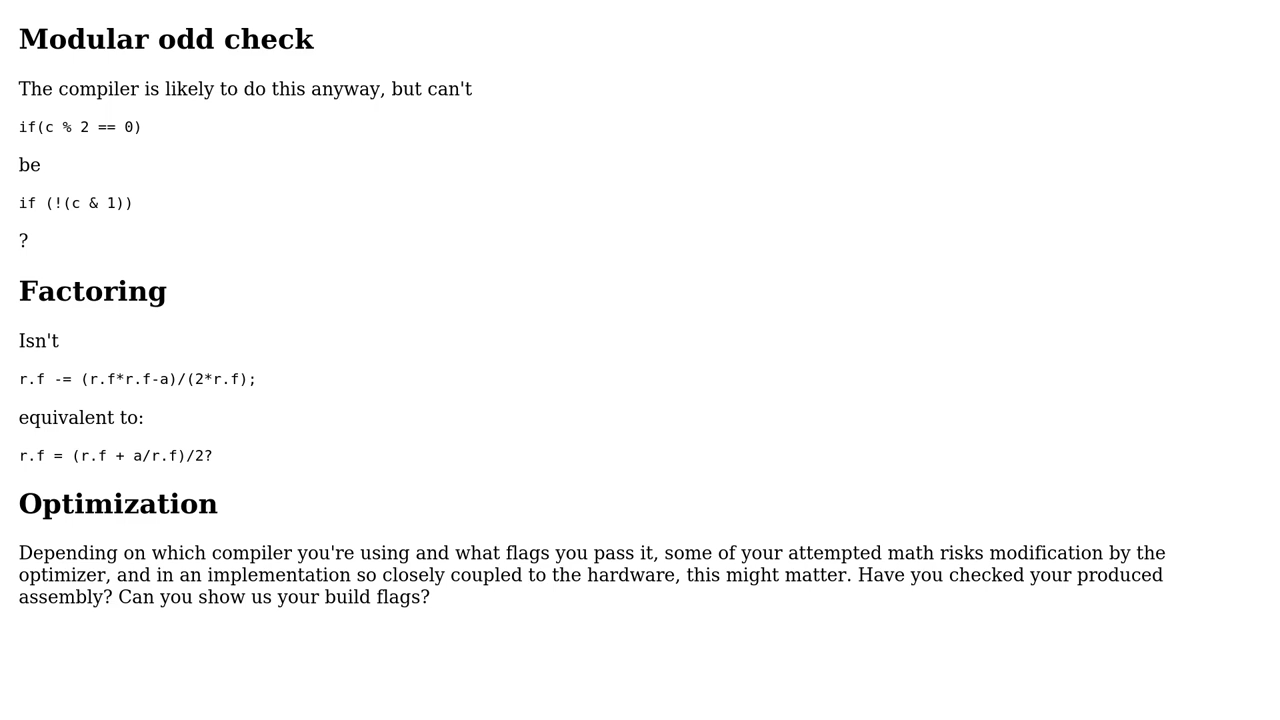 Modular odd check
The compiler is likely to do this anyway, but can't
if(c % 2 == 0)
be
if (!(c & 1))
?
Factoring
Isn't
r.f -= (r.f*r.f-a)/(2*r.f);
equivalent to:
r.f = (r.f + a/r.f)/2?
Optimization
Depending on which compiler you're using and what flags you pass it, some of your attempted math risks modification by the
optimizer, and in an implementation so closely coupled to the hardware, this might matter. Have you checked your produced
assembly? Can you show us your build flags?